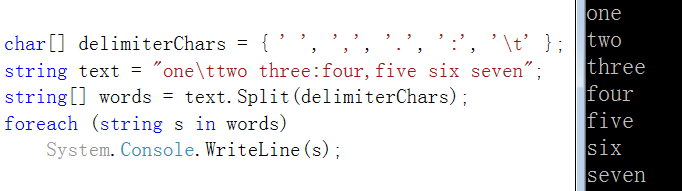 char[] delimiterChars = { ' ', ',', '.', ':', '\t' };
string text = "one\ttwo three:four,five six seven";
string[] words = text.Split(delimiterChars);
foreach (string s in words)
    System.Console.WriteLine(s);
one
two
three
four
five
six
seven